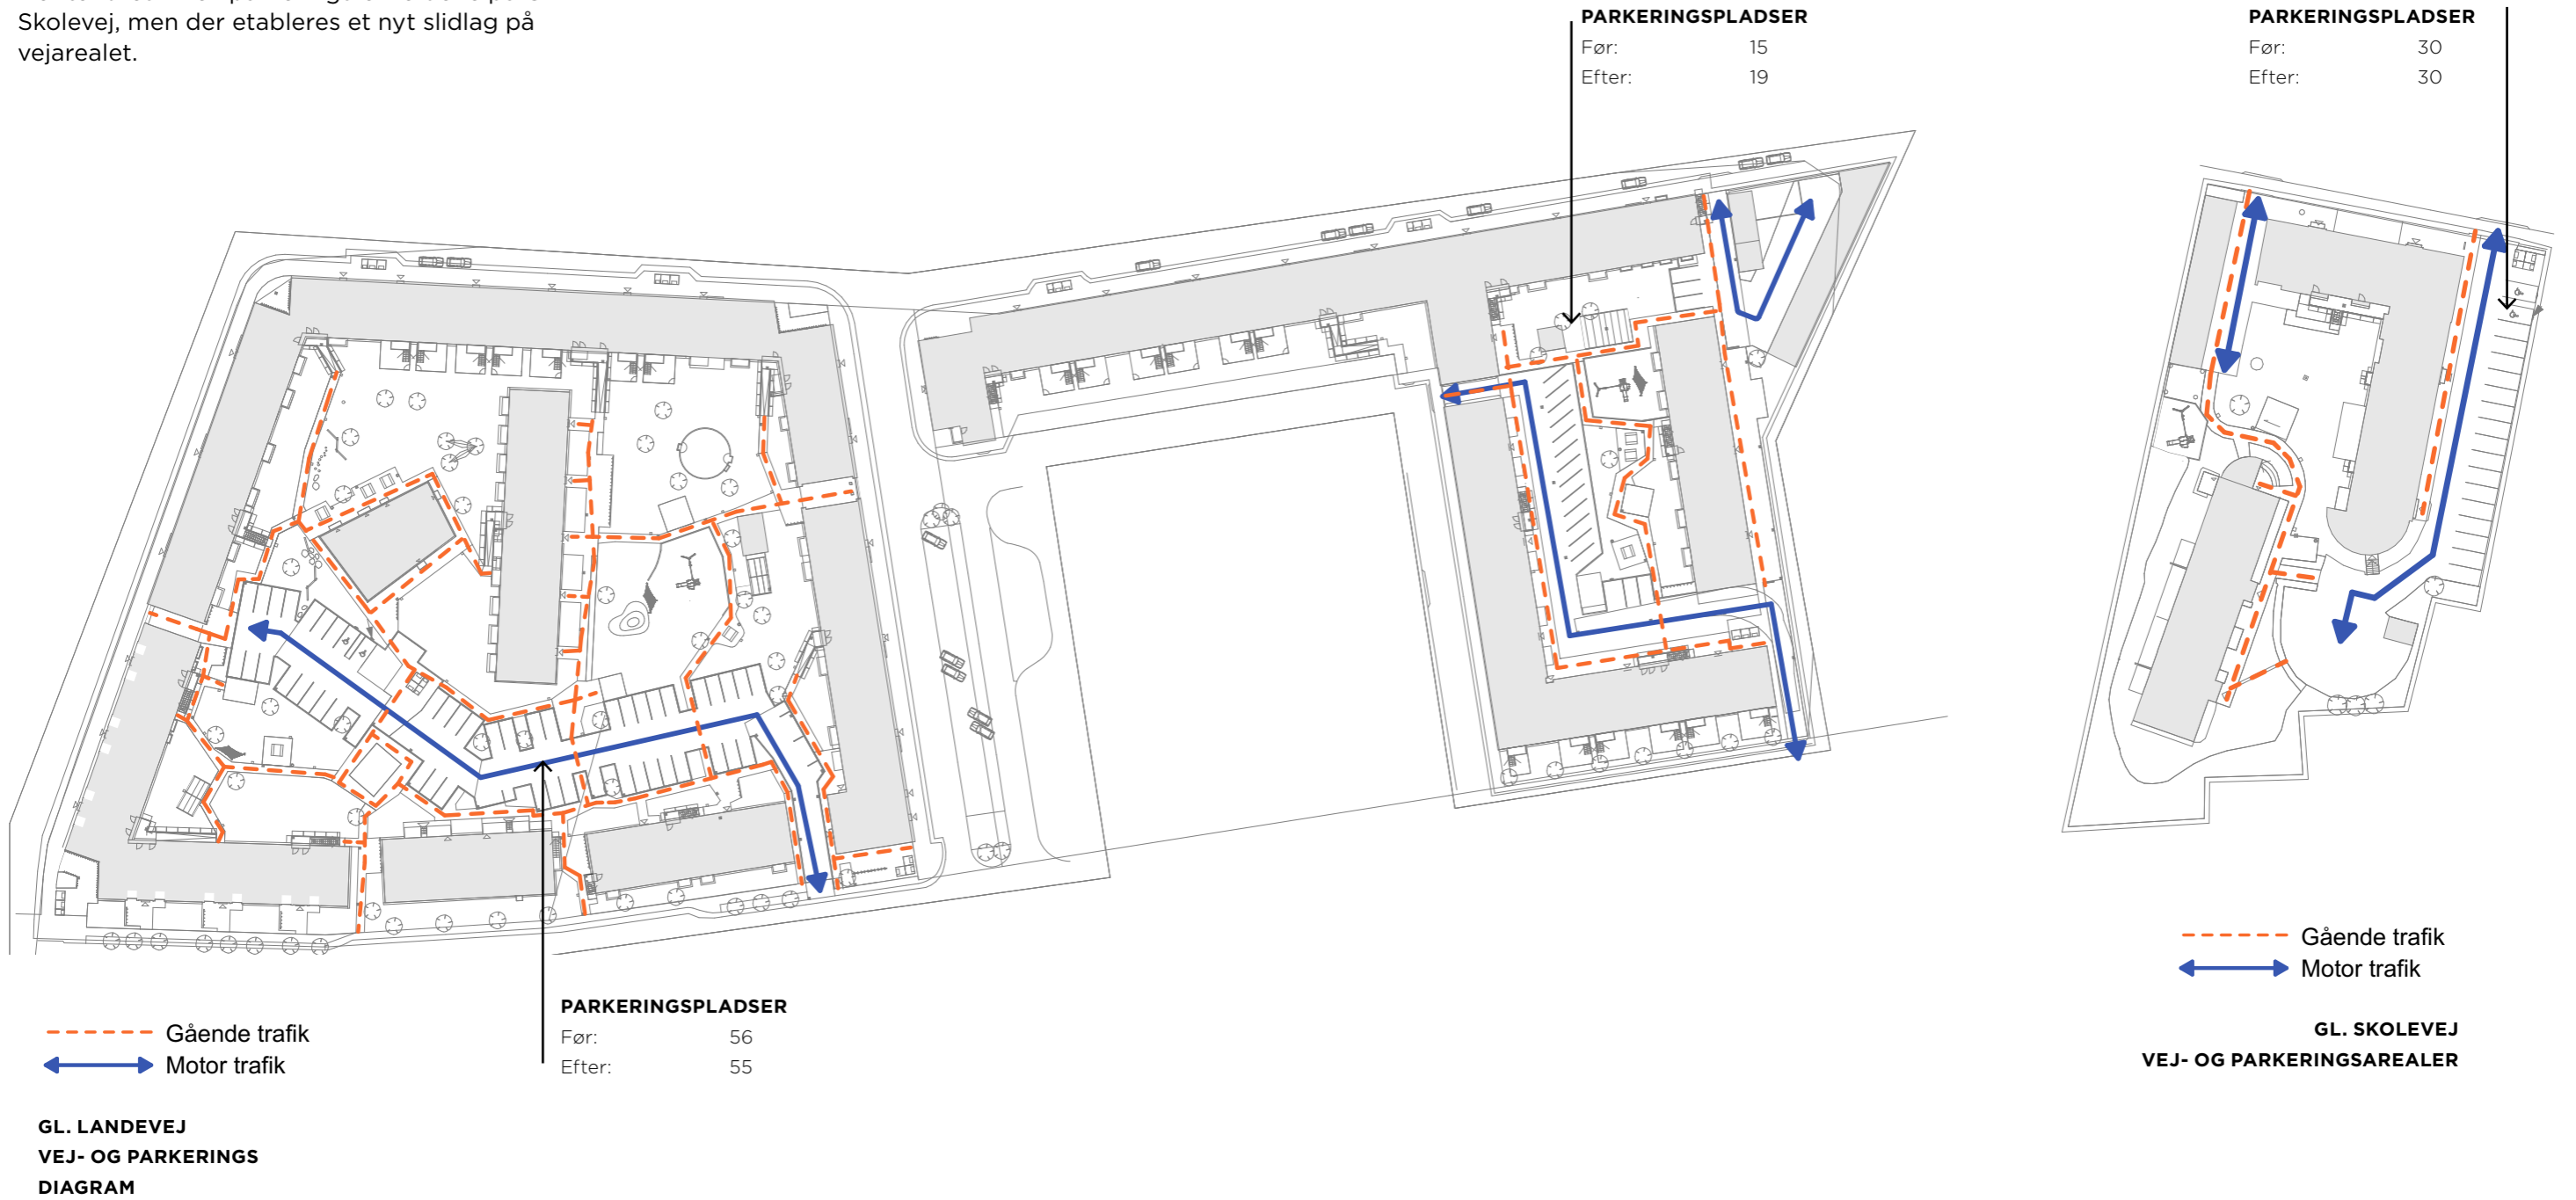 Skolevej, men der etableres et nyt slidlag på
vejarealet.
PARKERINGSPLADSER
Før: 15
Efter: 19
PARKERINGSPLADSER
Før: 30
Efter: 30
Gående trafik
Motor trafik
PARKERINGSPLADSER
Før: 56
Efter: 55
GL. LANDEVEJ
VEJ- OG PARKERINGS
DIAGRAM
Gående trafik
Motor trafik
GL. SKOLEVEJ
VEJ- OG PARKERINGSAREALER